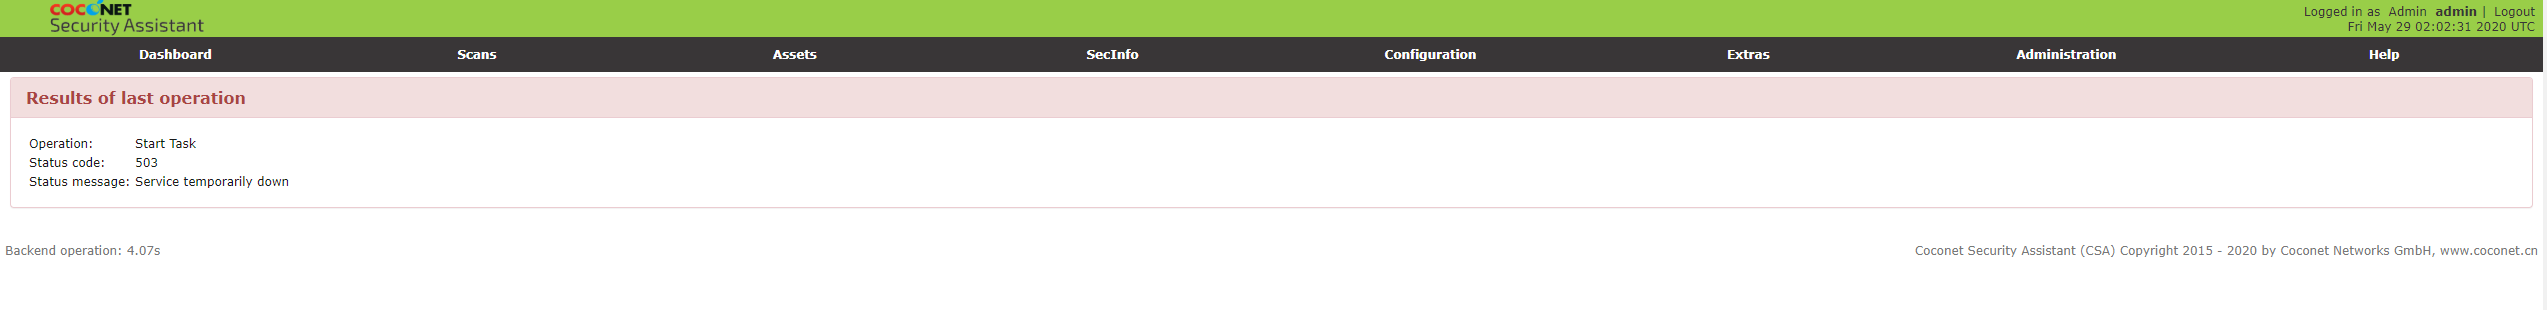 COCONET
Security Assistant
Logged in as Admin admin | Logout
Fri May 29 02:02:31 2020 UTC
Dashboard Scans Assets SecInfo Configuration Extras Administration Help
Results of last operation
Operation: Start Task
Status code: 503
Status message: Service temporarily down
Backend operation: 4.07s
Coconet Security Assistant (CSA) Copyright 2015 - 2020 by Coconet Networks GmbH, www.coconet.cn